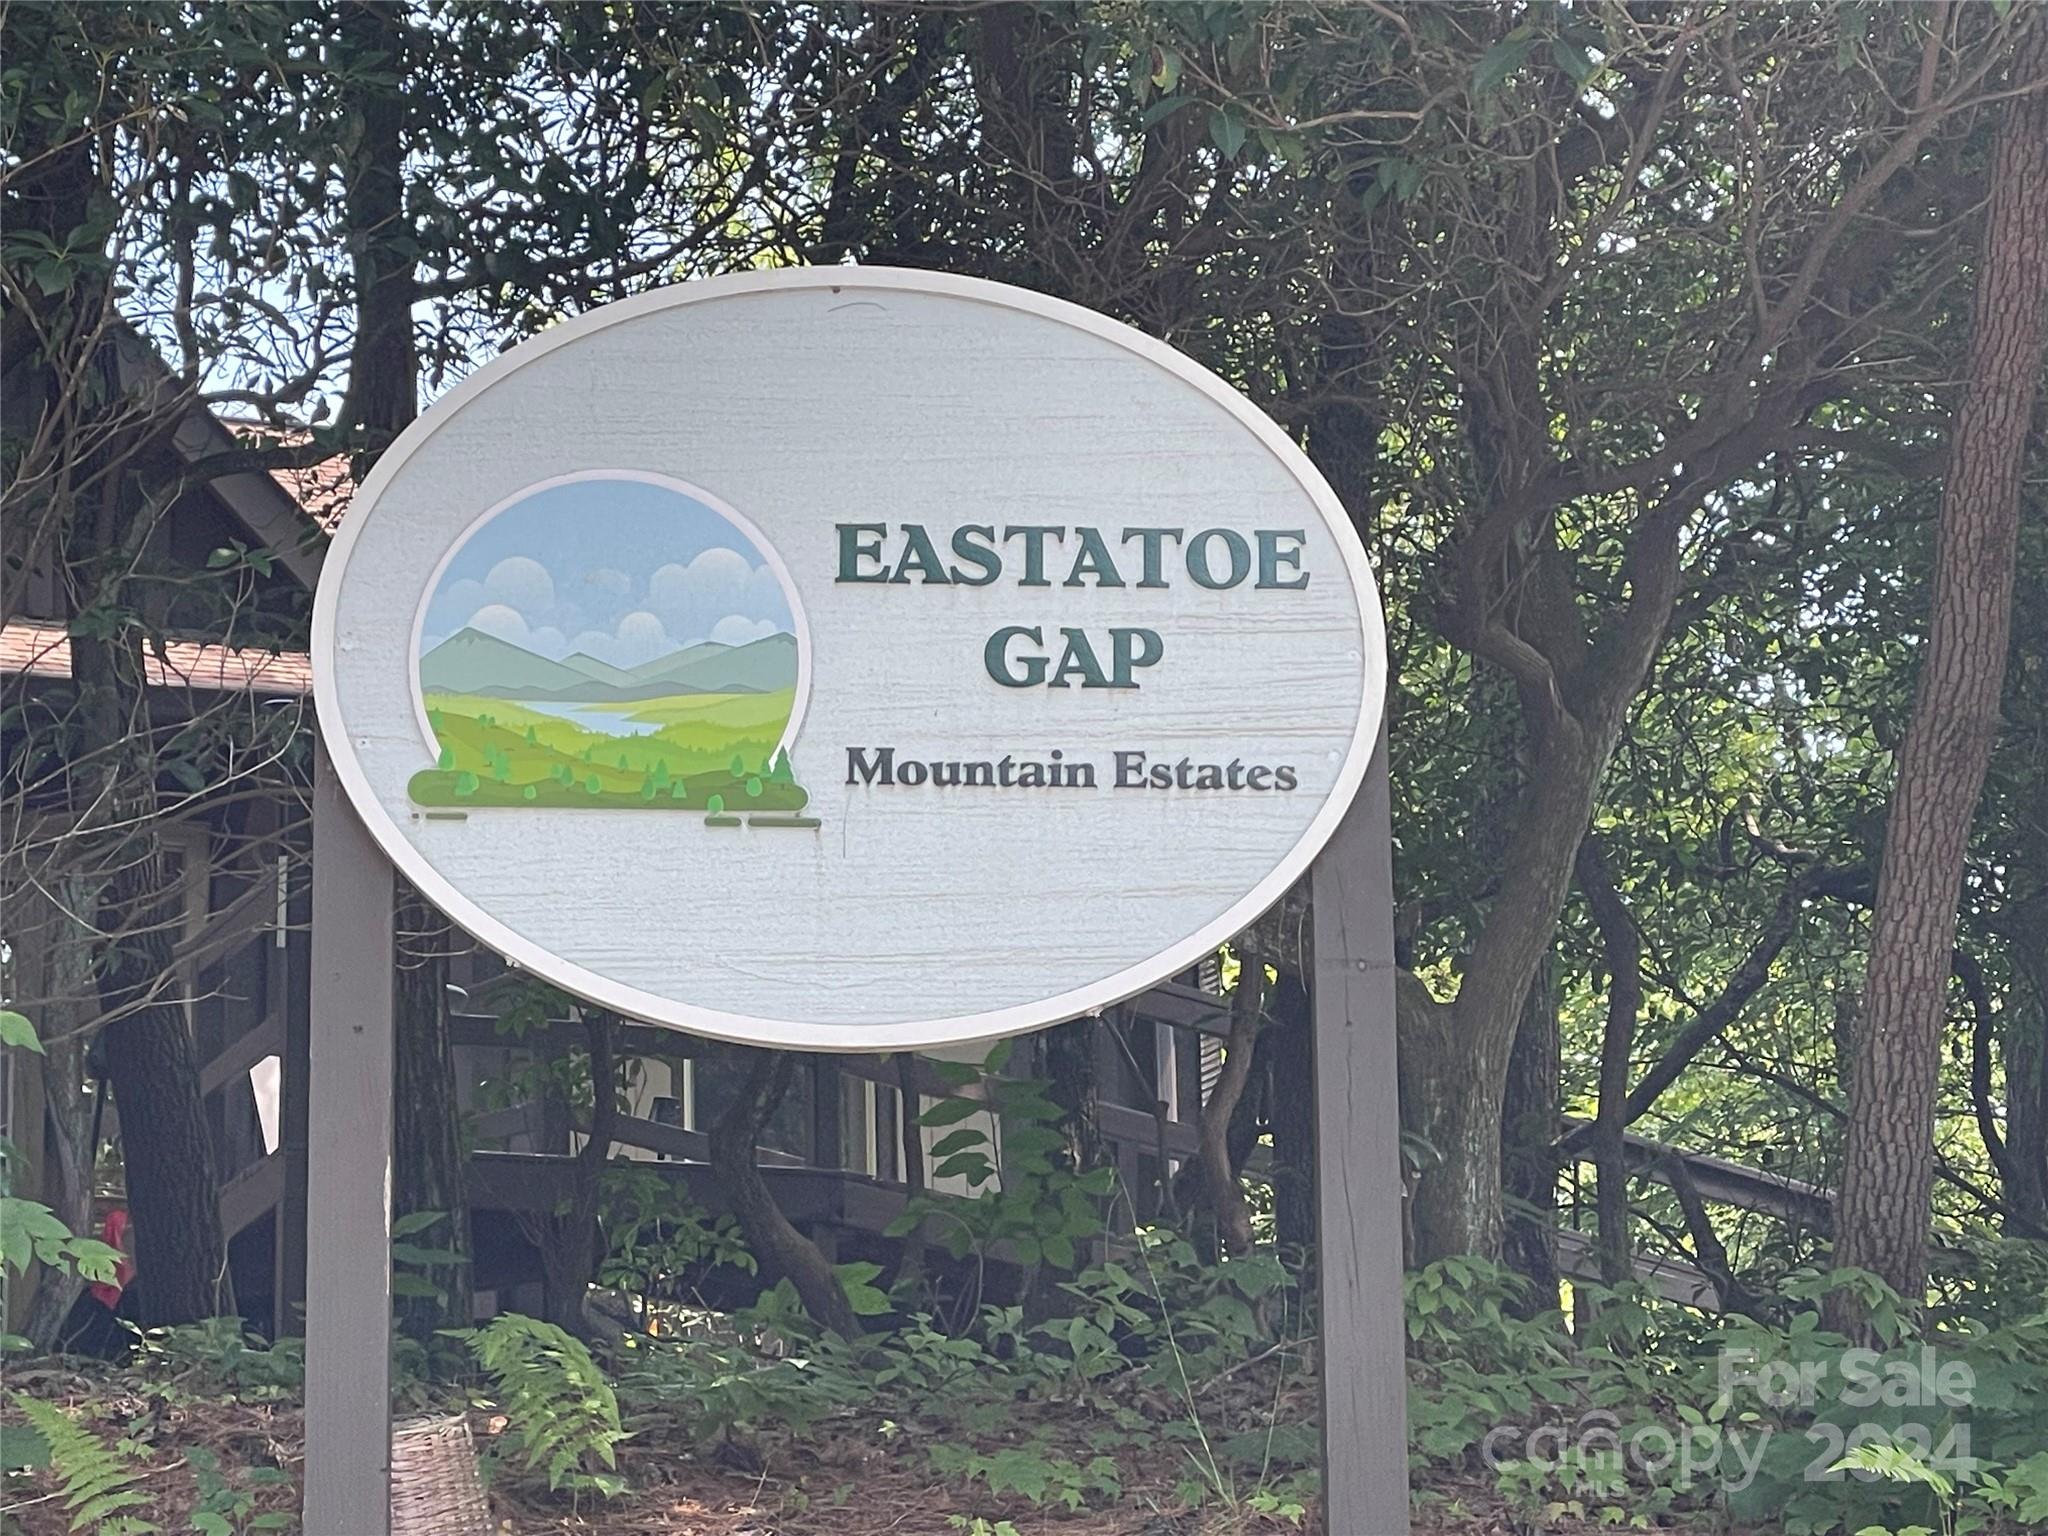 EASTATOE
GAP
Mountain Estates
For Sale
canopy 2024
MLS